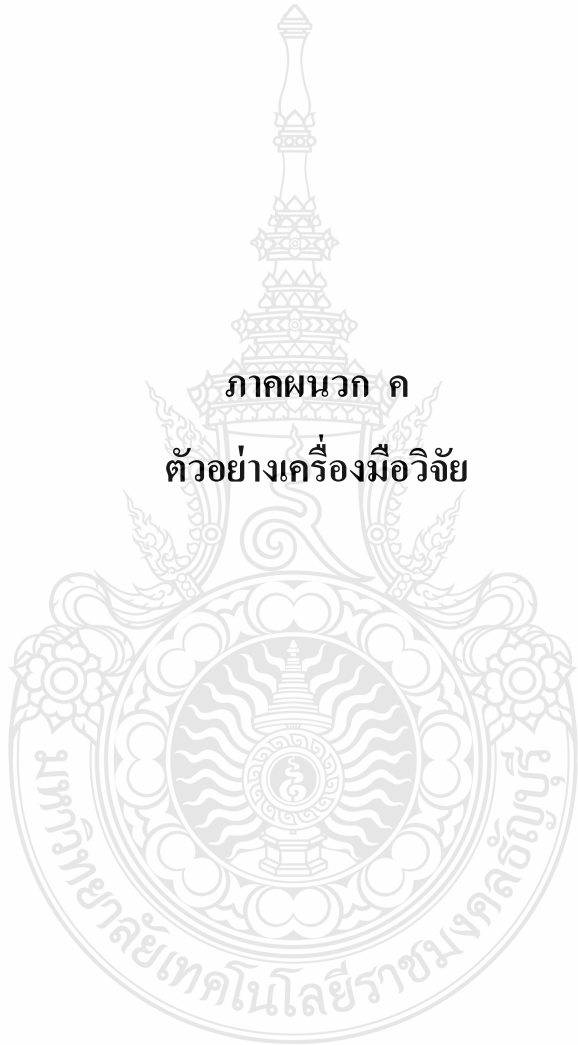 ภาคผนวก ค
ตัวอย่างเครื่องมือวิจัย
มหาวิทยาลัยเทคโนโลยีราชมงคลธัญบุรี